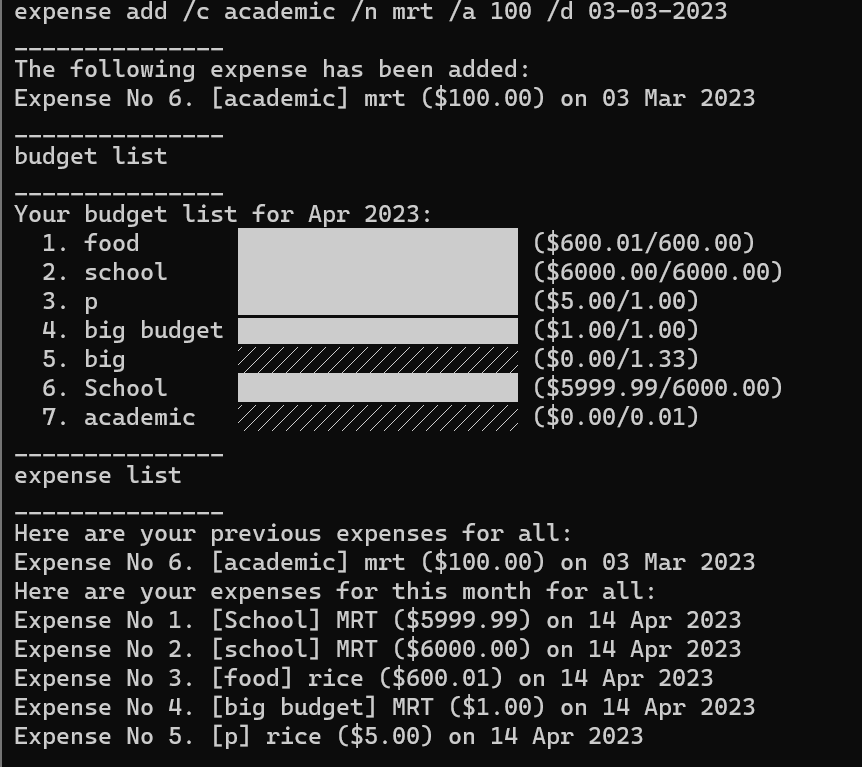 expense add /c academic /n mrt /a 100 /d 03-03-2023
_______________
The following expense has been added:
Expense No 6. [academic] mrt ($100.00) on 03 Mar 2023
_______________
budget list
_______________
Your budget list for Apr 2023:
1. food ($600.01/600.00)
2. school ($6000.00/6000.00)
3. p ($5.00/1.00)
4. big budget ($1.00/1.00)
5. big ($0.00/1.33)
6. School ($5999.99/6000.00)
7. academic ($0.00/0.01)
_______________
expense list
_______________
Here are your previous expenses for all:
Expense No 6. [academic] mrt ($100.00) on 03 Mar 2023
Here are your expenses for this month for all:
Expense No 1. [School] MRT ($5999.99) on 14 Apr 2023
Expense No 2. [school] MRT ($6000.00) on 14 Apr 2023
Expense No 3. [food] rice ($600.01) on 14 Apr 2023
Expense No 4. [big budget] MRT ($1.00) on 14 Apr 2023
Expense No 5. [p] rice ($5.00) on 14 Apr 2023